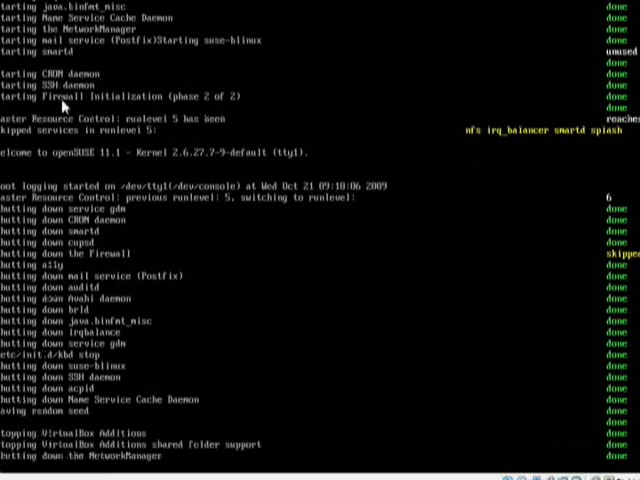 tarting java.binfmt_misc done
tarting Name Service Cache Daemon done
tarting the NetworkManager done
tarting mail service (Postfix)Starting suse-blinux done
tarting smartd unused
done
tarting CRON daemon done
tarting SSH daemon done
tarting Firewall Initialization (phase 2 of 2) done
done
aster Resource Control: runlevel 5 has been reache
kipped services in runlevel 5: nfs irq_balancer smartd splash
elcome to openSUSE 11.1 - Kernel 2.6.27.7-9-default (tty1).
oot logging started on /dev/tty1(/dev/console) at Wed Oct 21 09:10:06 2009
aster Resource Control: previous runlevel: 5, switching to runlevel: 6
hutting down service gdm done
hutting down CRON daemon done
hutting down smartd done
hutting down cupsd done
hutting down the Firewall skipped
hutting down done
hutting down mail service (Postfix) done
hutting down auditd done
hutting down Avahi daemon done
hutting down brld done
hutting down java.binfmt_misc done
hutting down irqbalance done
hutting down service gdm done
etc/init.d/kbd stop done
hutting down suse-blinux done
hutting down SSH daemon done
hutting down acpid done
hutting down Name Service Cache Daemon done
aving random seed done
done
topping VirtualBox Additions done
topping VirtualBox Additions shared folder support done
hutting down the NetworkManager done